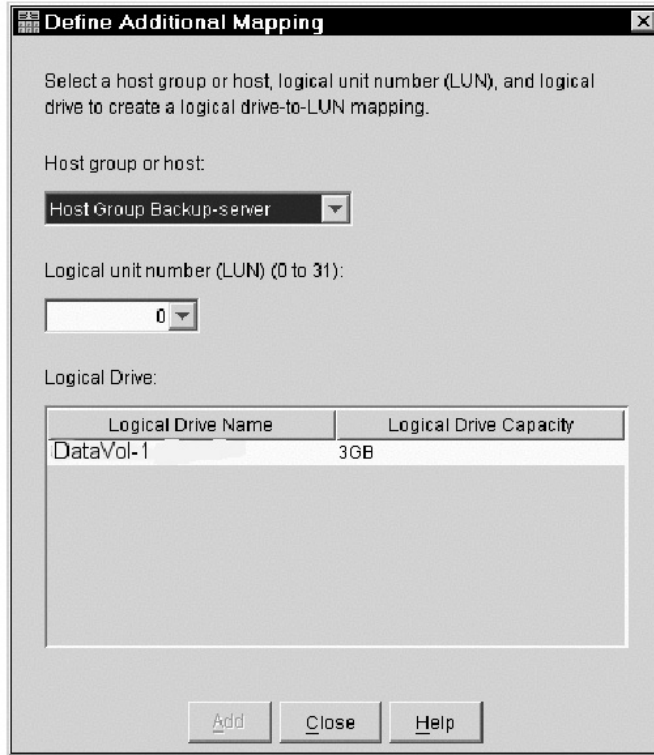 Define Additional Mapping
Select a host group or host, logical unit number (LUN), and logical
drive to create a logical drive-to-LUN mapping.
Host group or host:
Host Group Backup-server
Logical unit number (LUN) (0 to 31):
0
Logical Drive:
Logical Drive Name Logical Drive Capacity
DataVol-1 3GB
Add Close Help